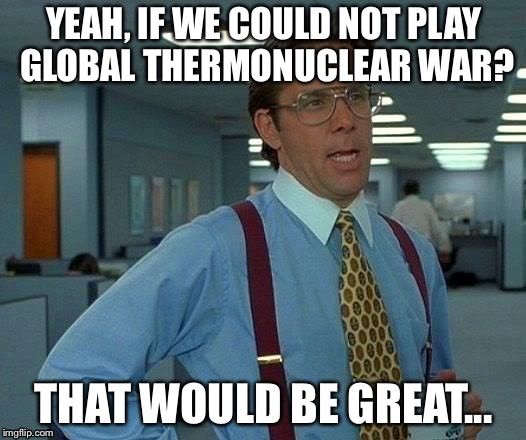 YEAH, IF WE COULD NOT PLAY
GLOBAL THERMONUCLEAR WAR?
THAT WOULD BE GREAT...
imgflip.com